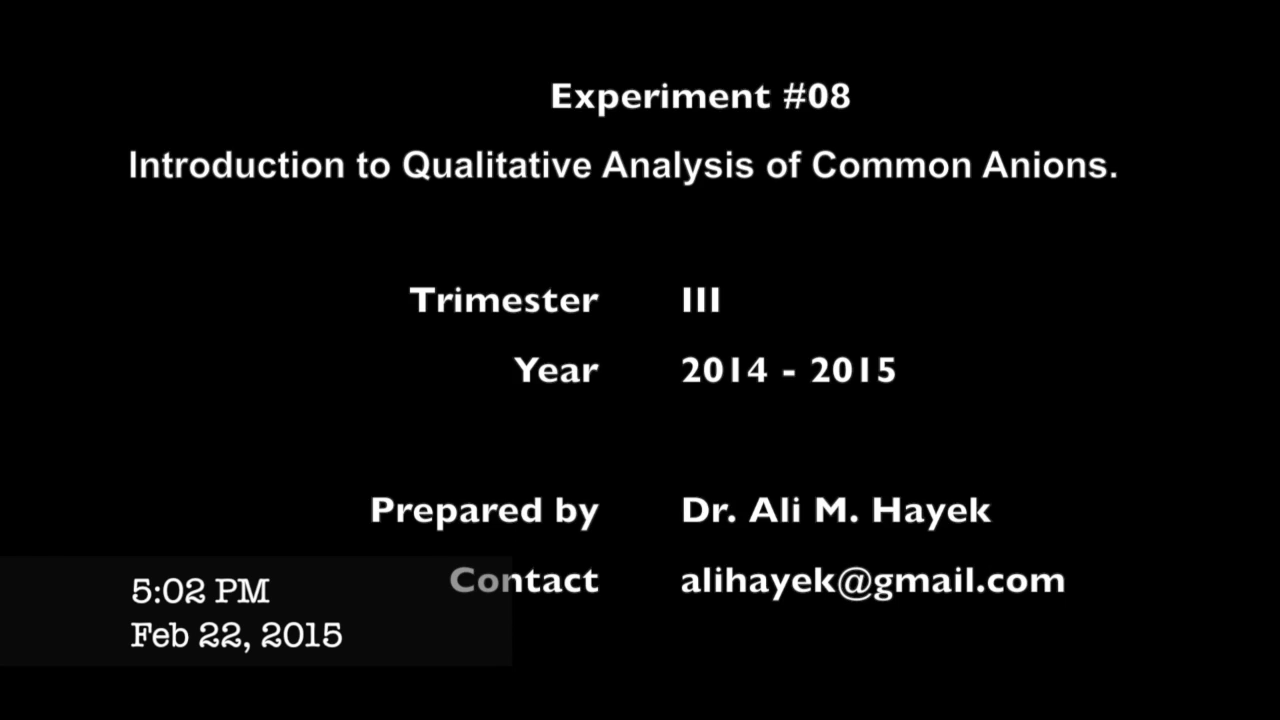 Experiment #08
Introduction to Qualitative Analysis of Common Anions.
Trimester III
Year 2014 - 2015
Prepared by Dr. Ali M. Hayek
Contact alihayek@gmail.com
5:02 PM
Feb 22, 2015